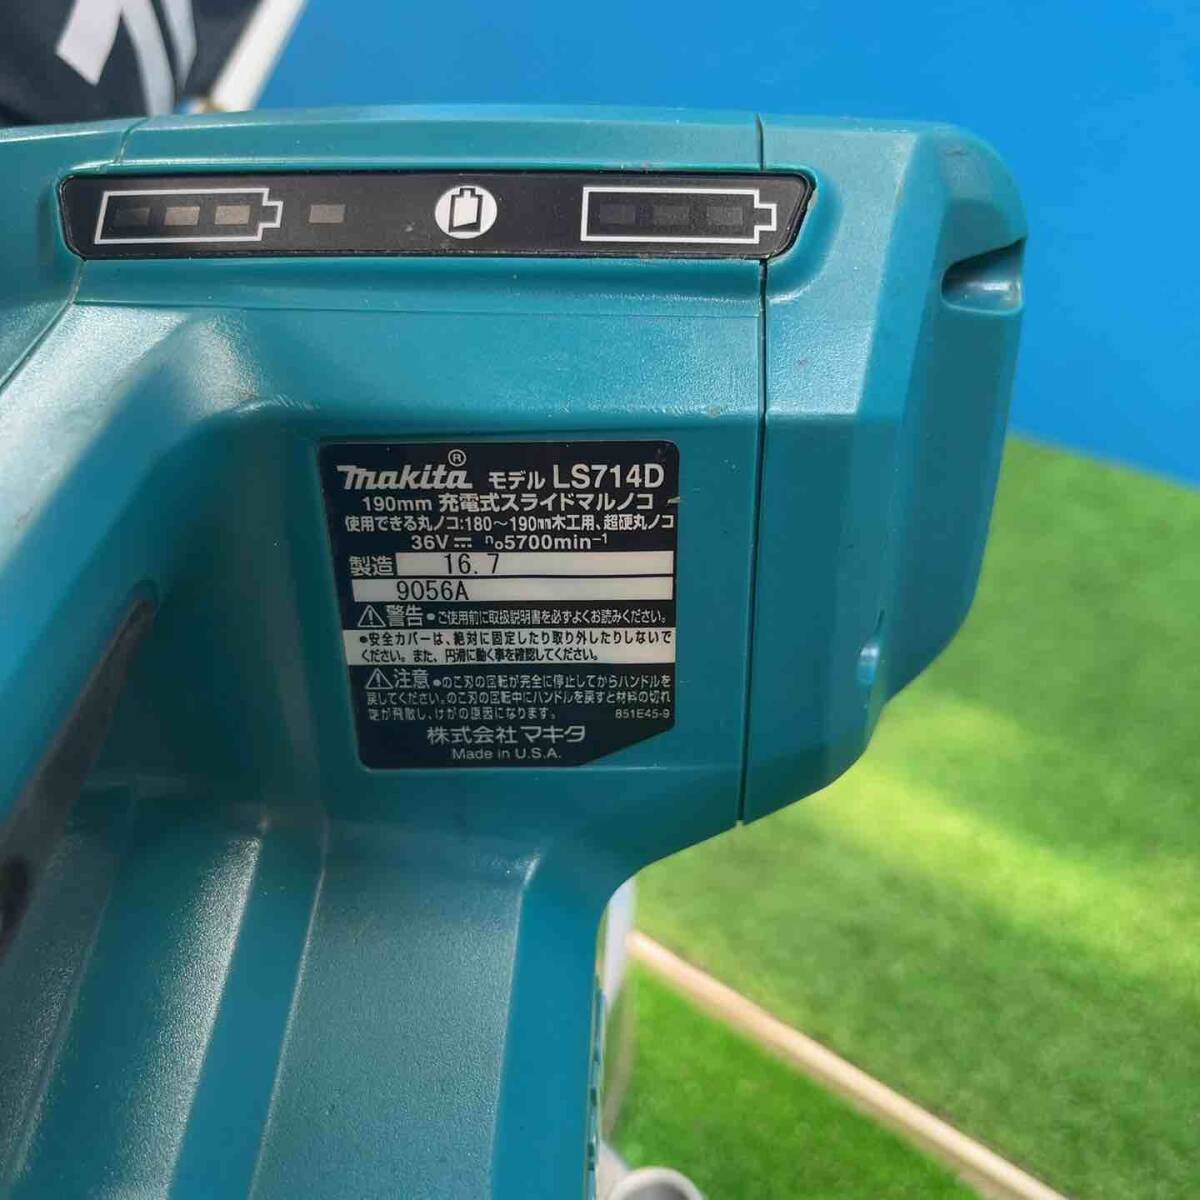 makita® モデル LS714D
190mm 充電式スライドマルノコ
使用できる丸ノコ:180～190mm木工用、超硬丸ノコ
36V⎓ n₀5700min⁻¹
製造 16.7
9056A
⚠警告 •ご使用前に取扱説明書を必ずよくお読みください。
•安全カバーは、絶対に固定したり取り外したりしないで
ください。また、円滑に動く事を確認してください。
⚠注意 •のこ刃の回転が完全に停止してからハンドルを
戻してください。のこ刃の回転中にハンドルを戻すと材料の切れ
端が飛散し、けがの原因になります。 851E45-9
株式会社マキタ
Made in U.S.A.